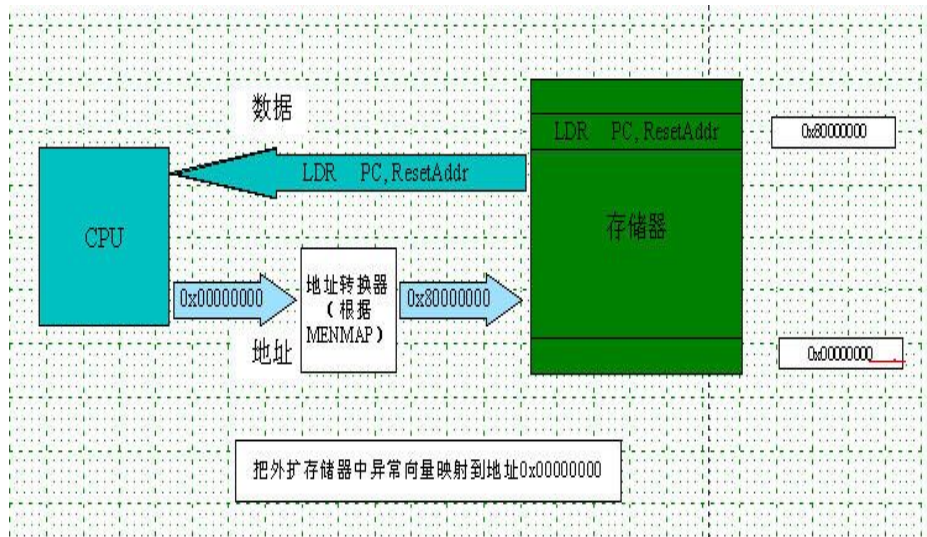 数据
LDR PC, ResetAddr
0x80000000
LDR PC, ResetAddr
CPU
存储器
0x00000000
地址转换器
(根据
MENMAP)
0x80000000
地址
0x00000000
把外扩存储器中异常向量映射到地址0x00000000